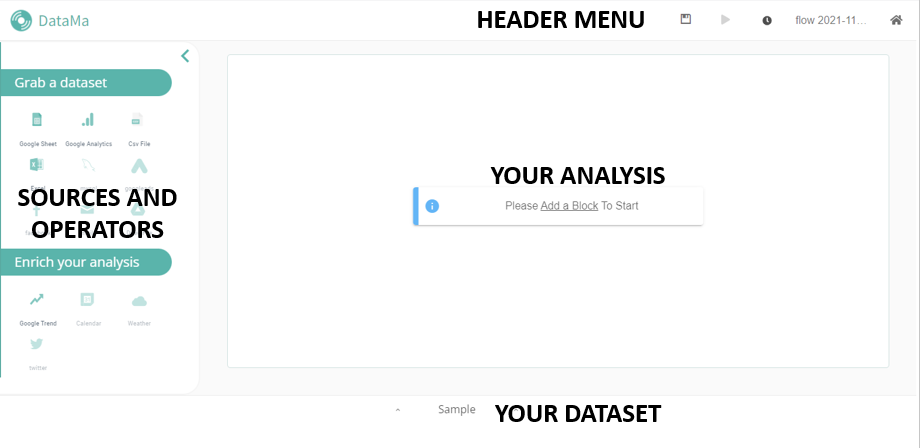 DataMa
HEADER MENU
flow 2021-11...
Grab a dataset
Google Sheet Google Analytics Csv File
SOURCES AND
OPERATORS
Enrich your analysis
Google Trend Calendar Weather
twitter
YOUR ANALYSIS
Please Add a Block To Start
Sample
YOUR DATASET